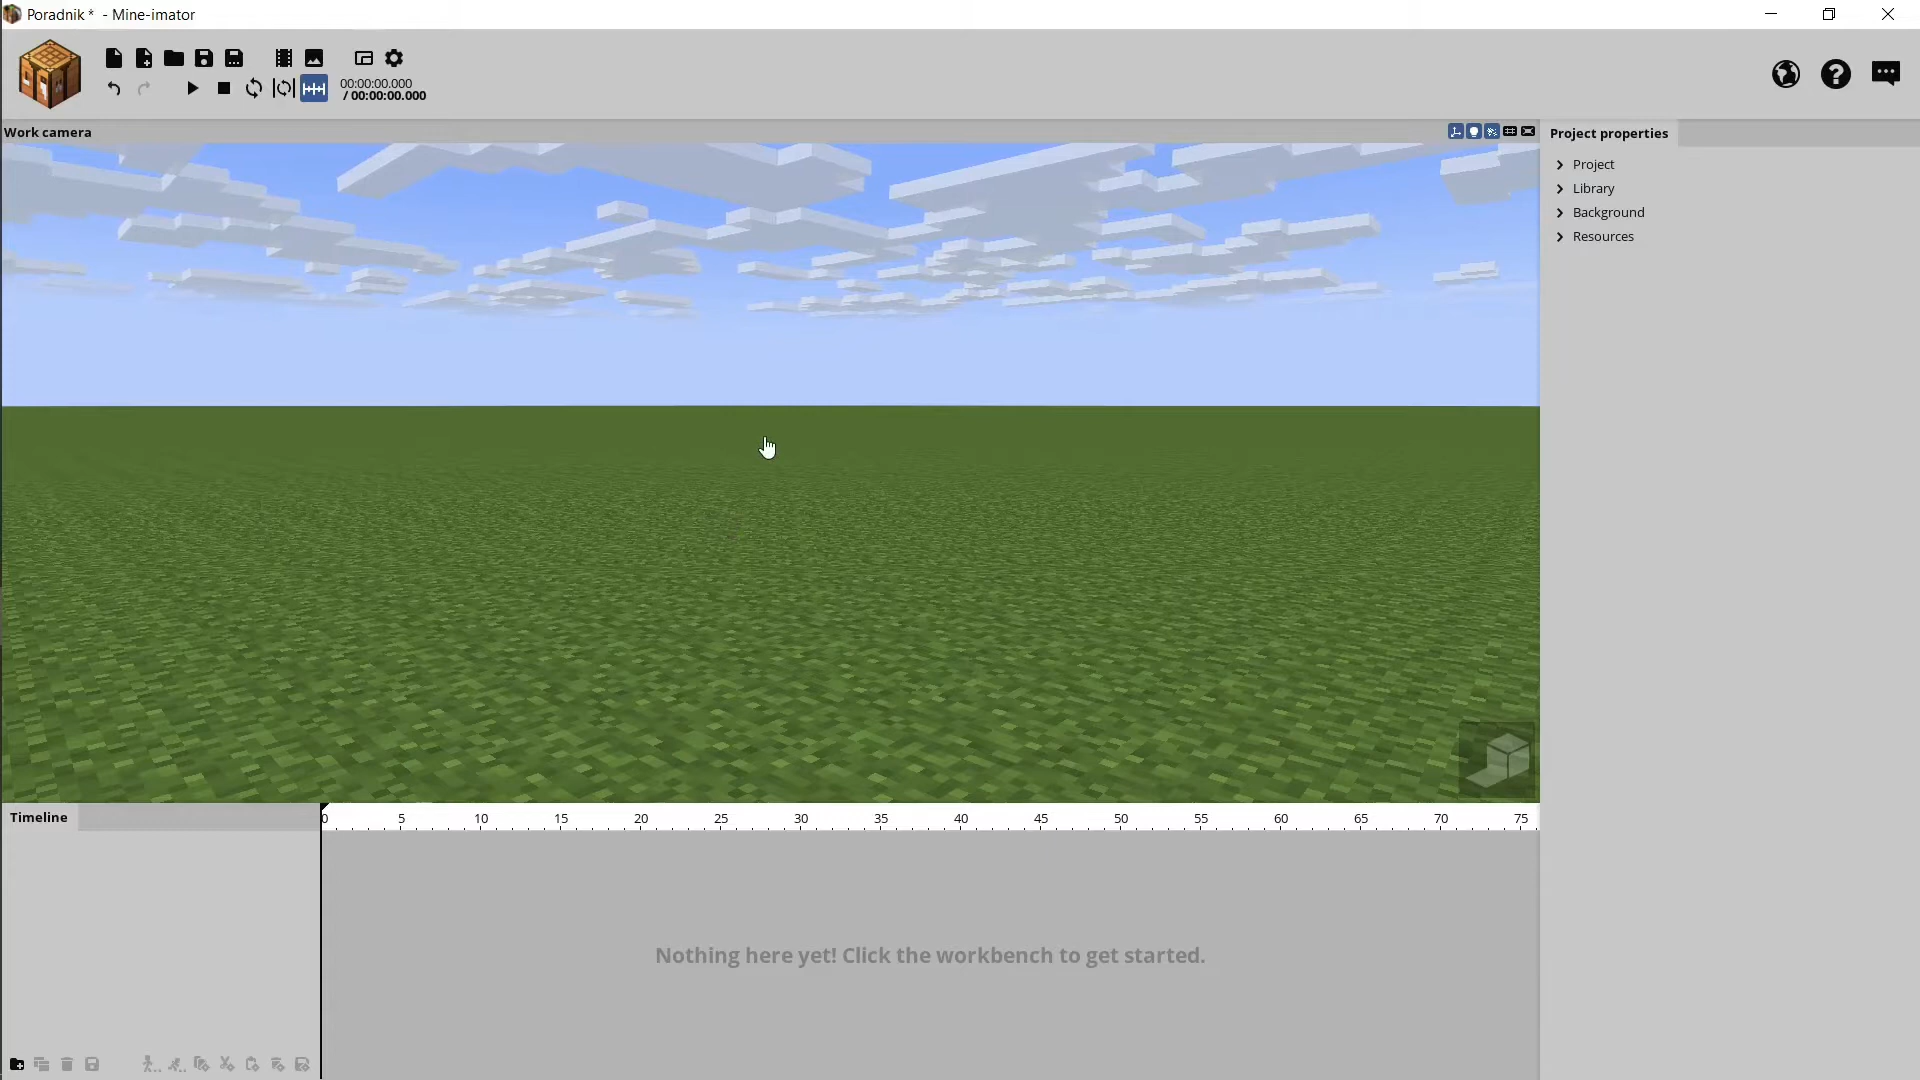 Poradnik * - Mine-imator
00:00:00.000
/ 00:00:00.000
Work camera
Project properties
Project
Library
Background
Resources
Timeline
0 5 10 15 20 25 30 35 40 45 50 55 60 65 70 75
Nothing here yet! Click the workbench to get started.